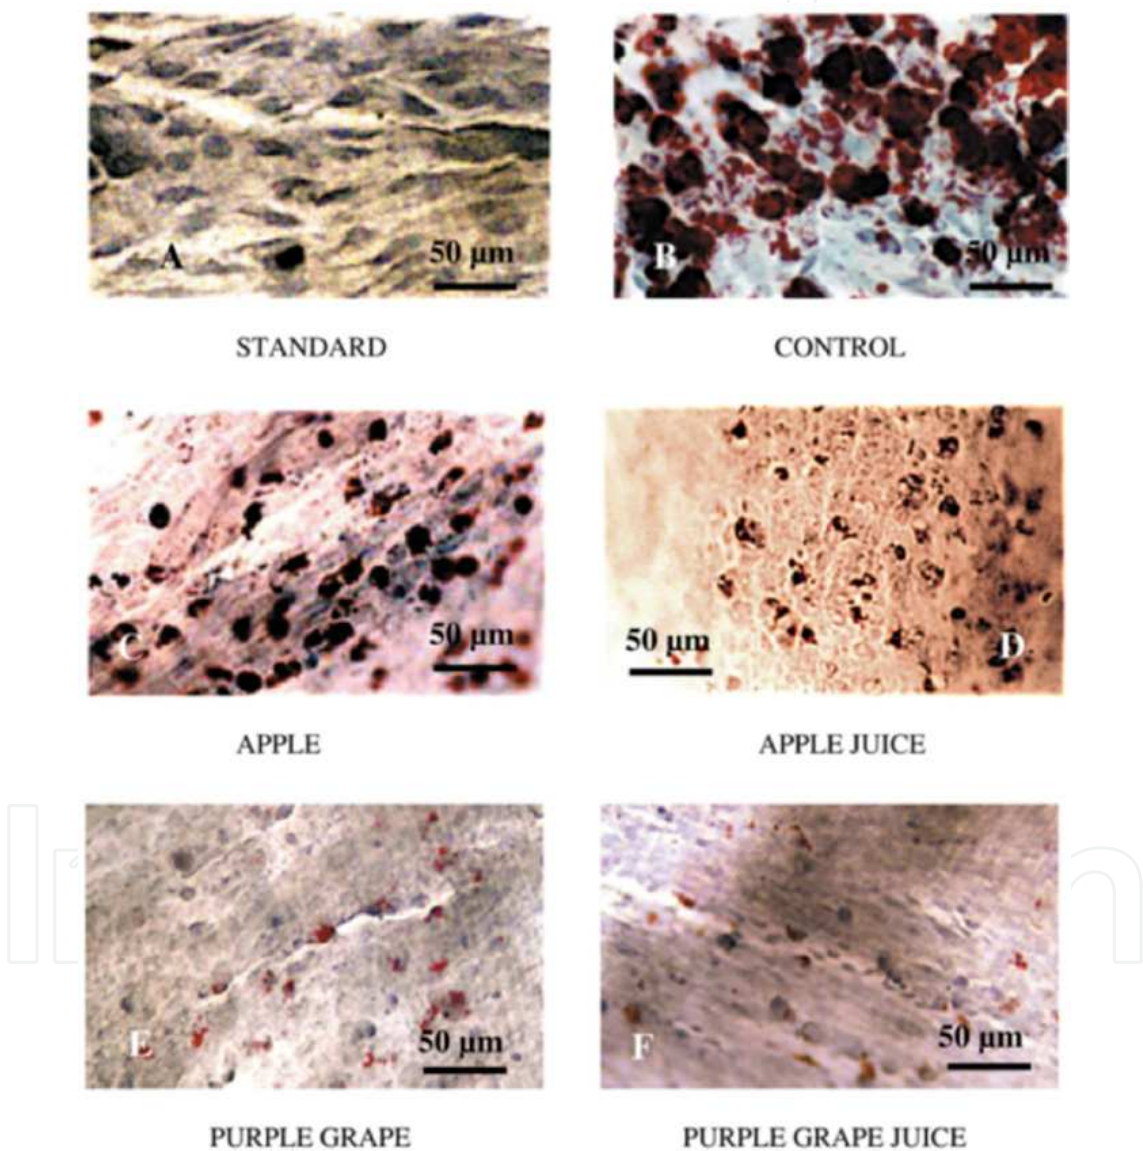 A
50 μm
B
50 μm
STANDARD
CONTROL
C
50 μm
50 μm
D
APPLE
APPLE JUICE
E
50 μm
F
50 μm
PURPLE GRAPE
PURPLE GRAPE JUICE